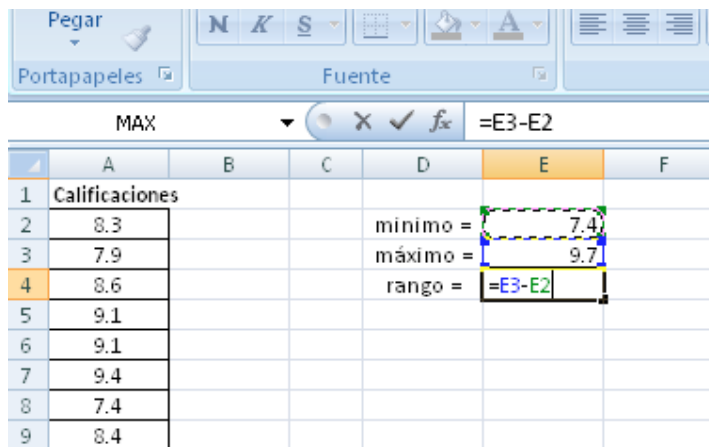 Pegar
N K S A
Portapapeles Fuente
MAX fx =E3-E2
A B C D E F
1 Calificaciones
2 8.3 minimo = 7.4
3 7.9 máximo = 9.7
4 8.6 rango = =E3-E2
5 9.1
6 9.1
7 9.4
8 7.4
9 8.4